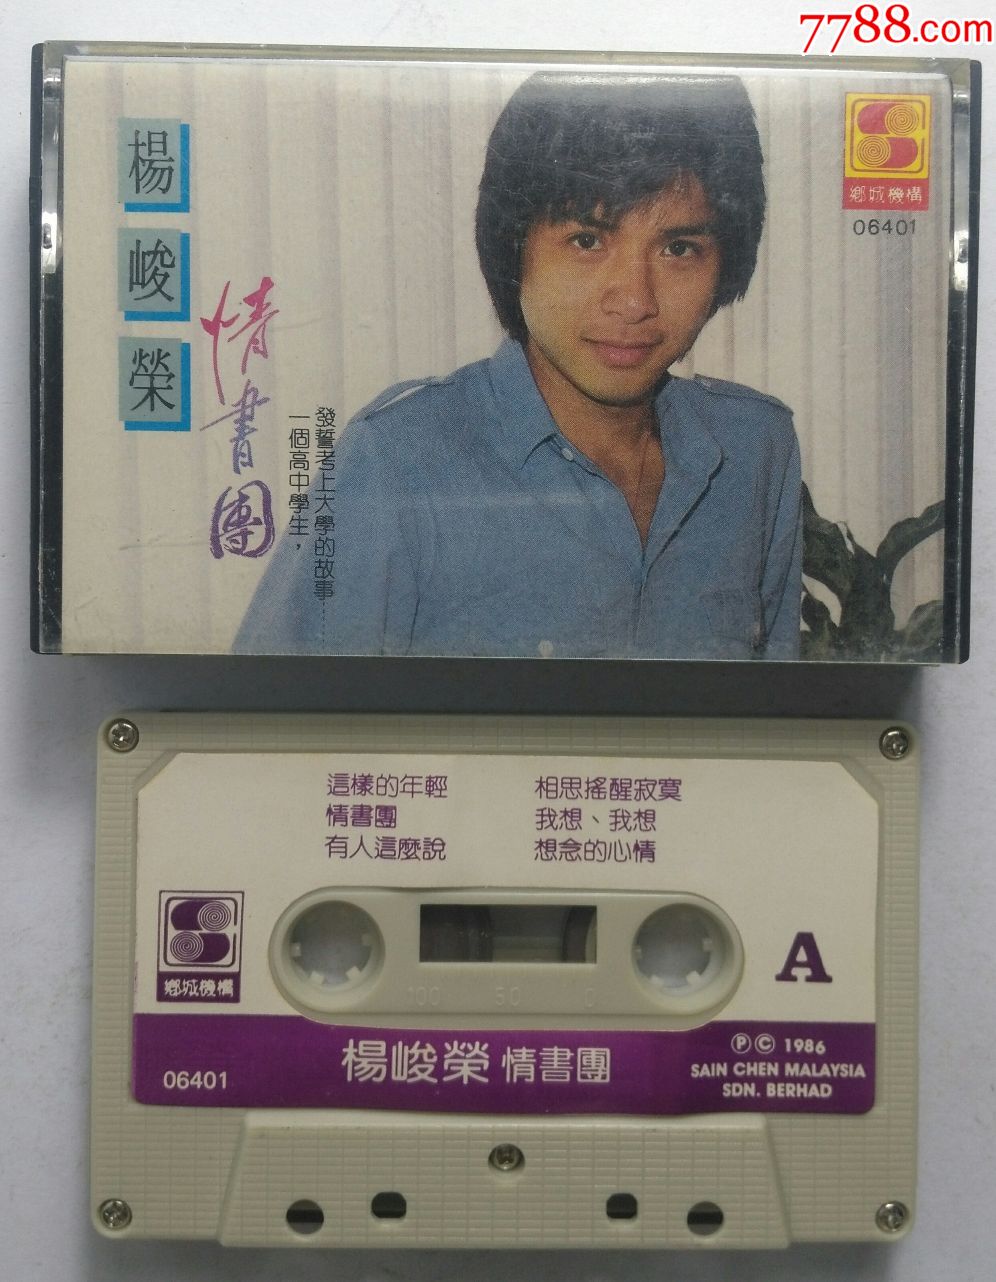 7788.com
楊峻榮
情書團
一個高中學生，
發誓考上大學的故事……
鄉城機構
06401
這樣的年輕
情書團
有人這麼說
相思搖醒寂寞
我想、我想
想念的心情
鄉城機構
A
100 50 0
06401
楊峻榮 情書團
Ⓟ © 1986
SAIN CHEN MALAYSIA
SDN. BERHAD